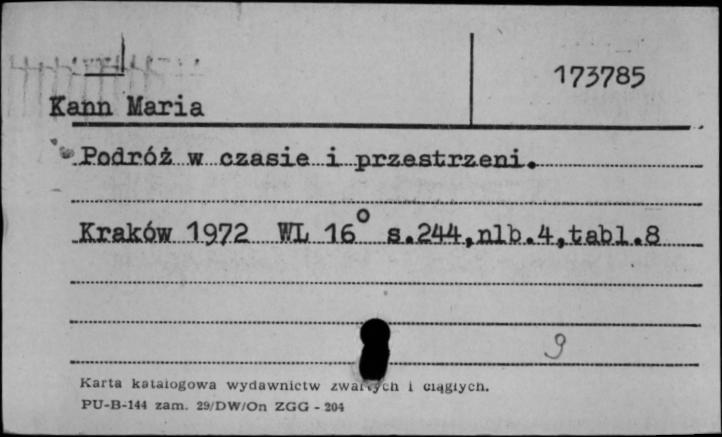 173785
Kann Maria
Podróż w czasie i przestrzeni.
Kraków 1972 WL 16° s.244,nlb.4,tabl.8
9
Karta katalogowa wydawnictw zwartych i ciągłych.
PU-B-144 zam. 29/DW/On ZGG - 204